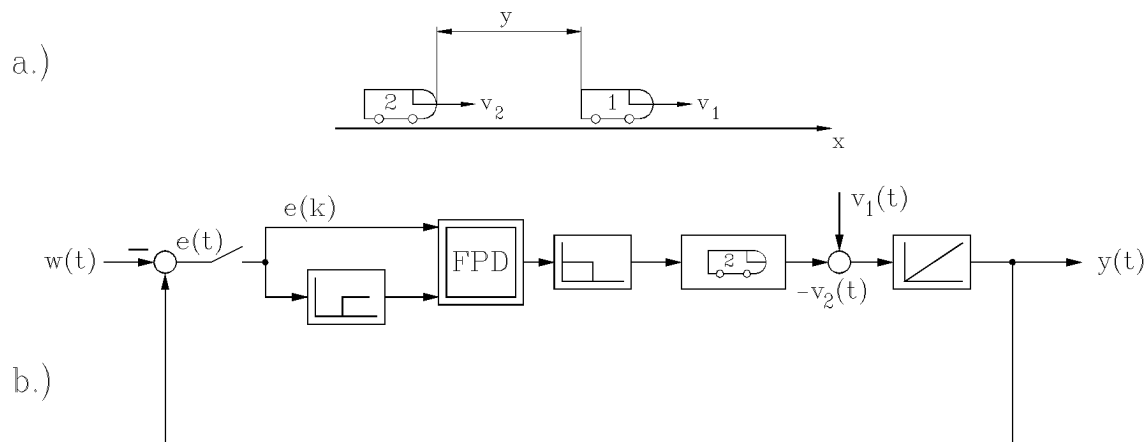 a.)
y
2
v₂
1
v₁
x
b.)
w(t)
−
e(t)
e(k)
FPD
2
v₁(t)
-v₂(t)
y(t)